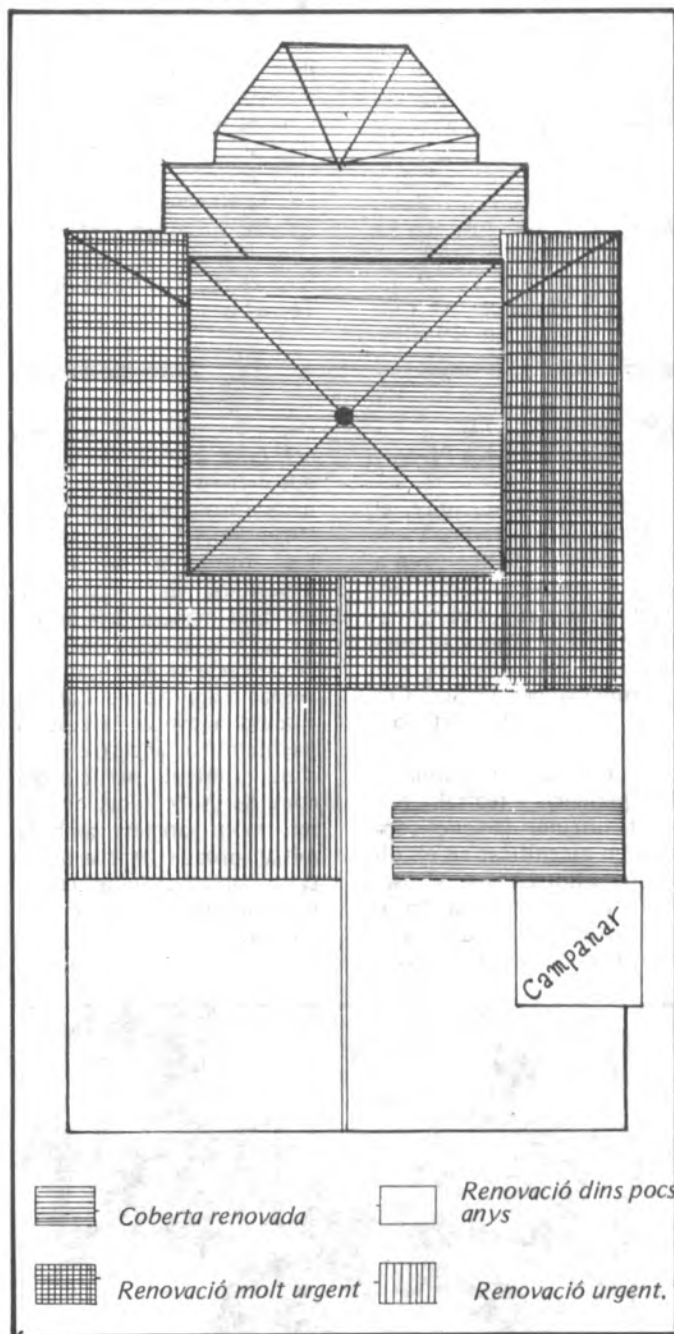 Campanar
Coberta renovada
Renovació dins pocs
anys
Renovació molt urgent
Renovació urgent.